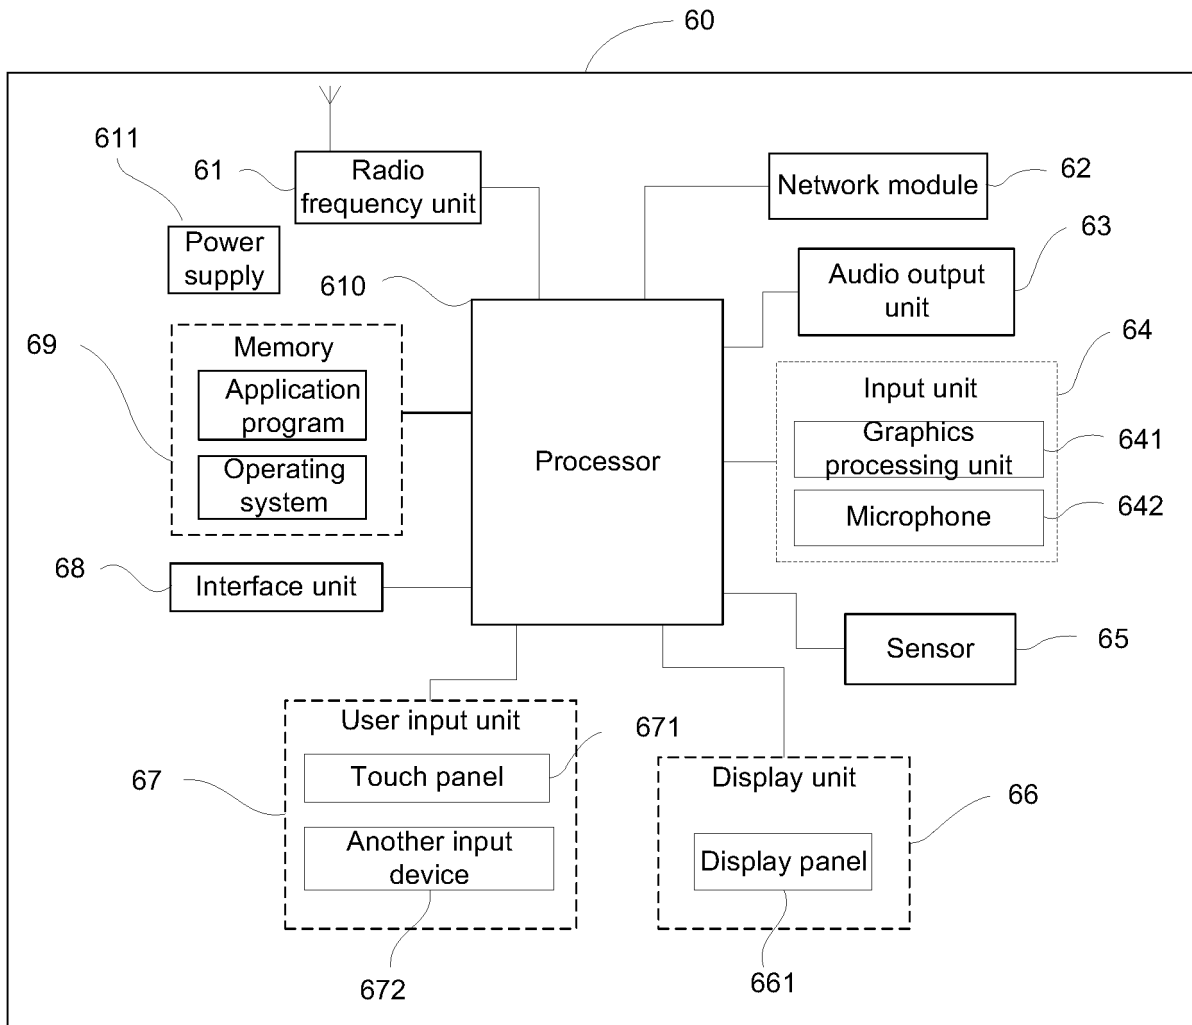 60
611
61
Radio
frequency unit
Network module
62
Power
supply
63
Audio output
unit
610
69
Memory
Application
program
Operating
system
Processor
64
Input unit
Graphics
processing unit
641
Microphone
642
68
Interface unit
Sensor
65
User input unit
671
67
Touch panel
Another input
device
672
Display unit
66
Display panel
661